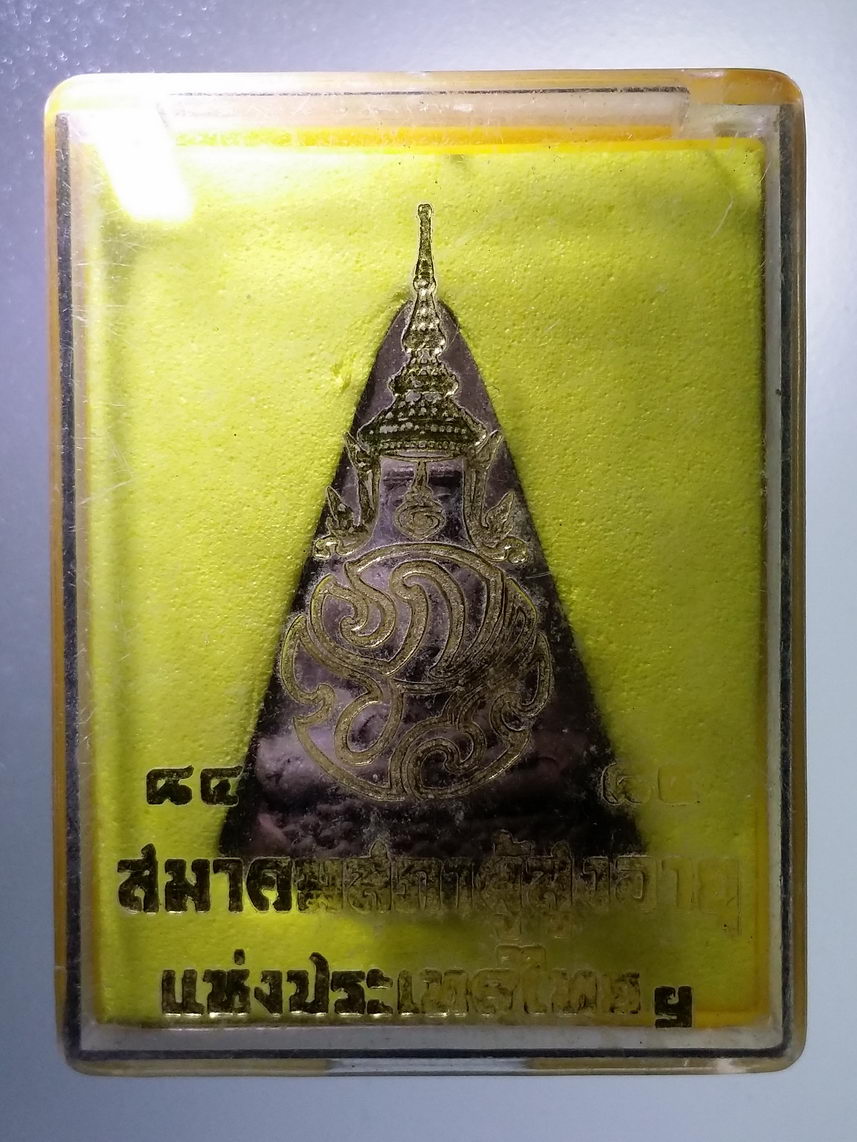 ๘๔
สมาคมสภาผู้สูงอายุ
แห่งประเทศไทย ฯ